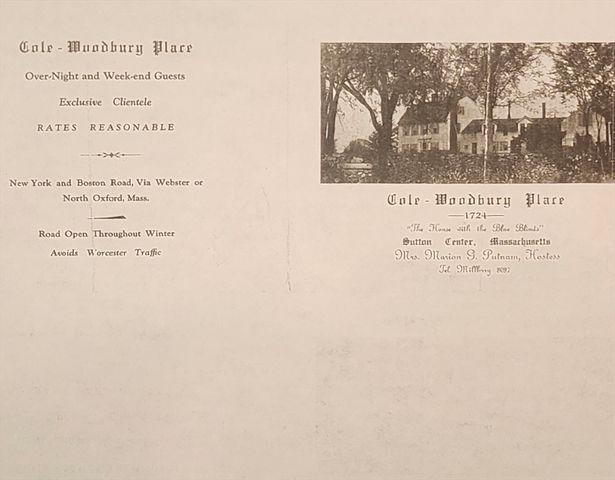 Cole - Woodbury Place
Over-Night and Week-end Guests
Exclusive Clientele
RATES REASONABLE
New York and Boston Road, Via Webster or
North Oxford, Mass.
Road Open Throughout Winter
Avoids Worcester Traffic
Cole - Woodbury Place
1724
"The House with the Blue Blinds"
Sutton Center, Massachusetts
Mrs. Marion G. Putnam, Hostess
Tel. Millbury